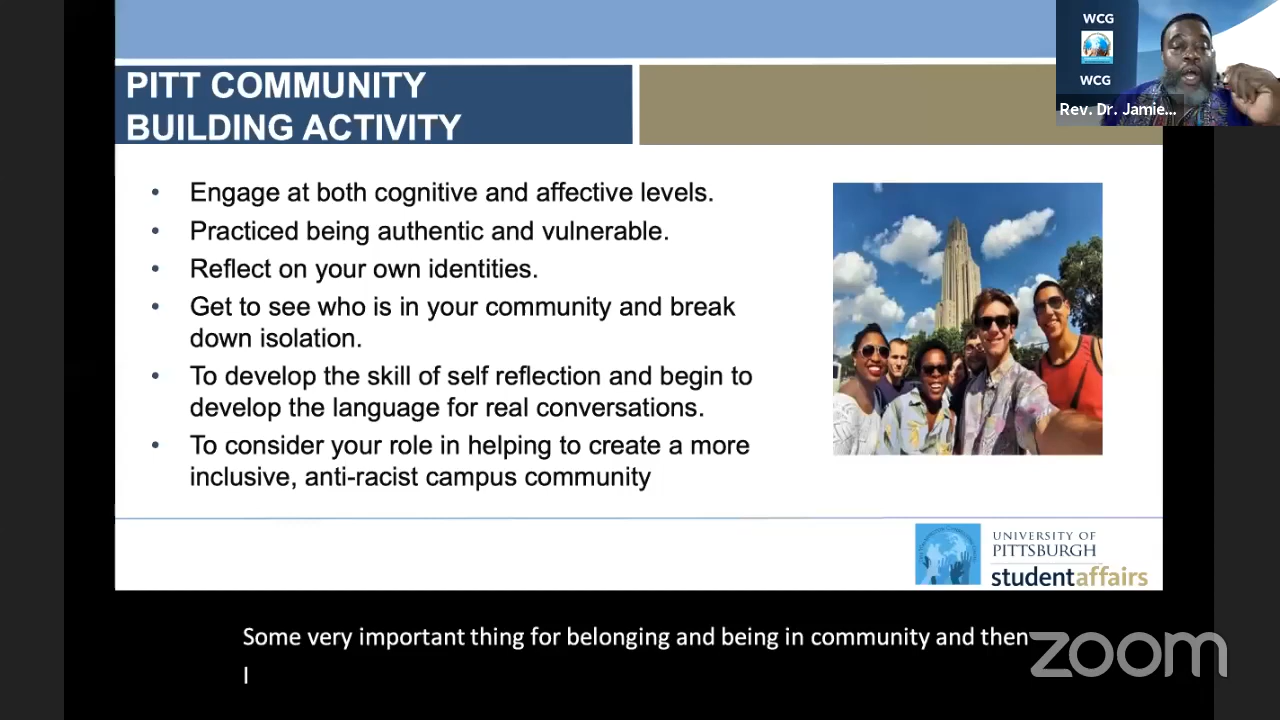 WCG
WCG
Rev. Dr. Jamie...
PITT COMMUNITY
BUILDING ACTIVITY
• Engage at both cognitive and affective levels.
• Practiced being authentic and vulnerable.
• Reflect on your own identities.
• Get to see who is in your community and break
down isolation.
• To develop the skill of self reflection and begin to
develop the language for real conversations.
• To consider your role in helping to create a more
inclusive, anti-racist campus community
UNIVERSITY OF
PITTSBURGH
studentaffairs
Some very important thing for belonging and being in community and then
I
zoom